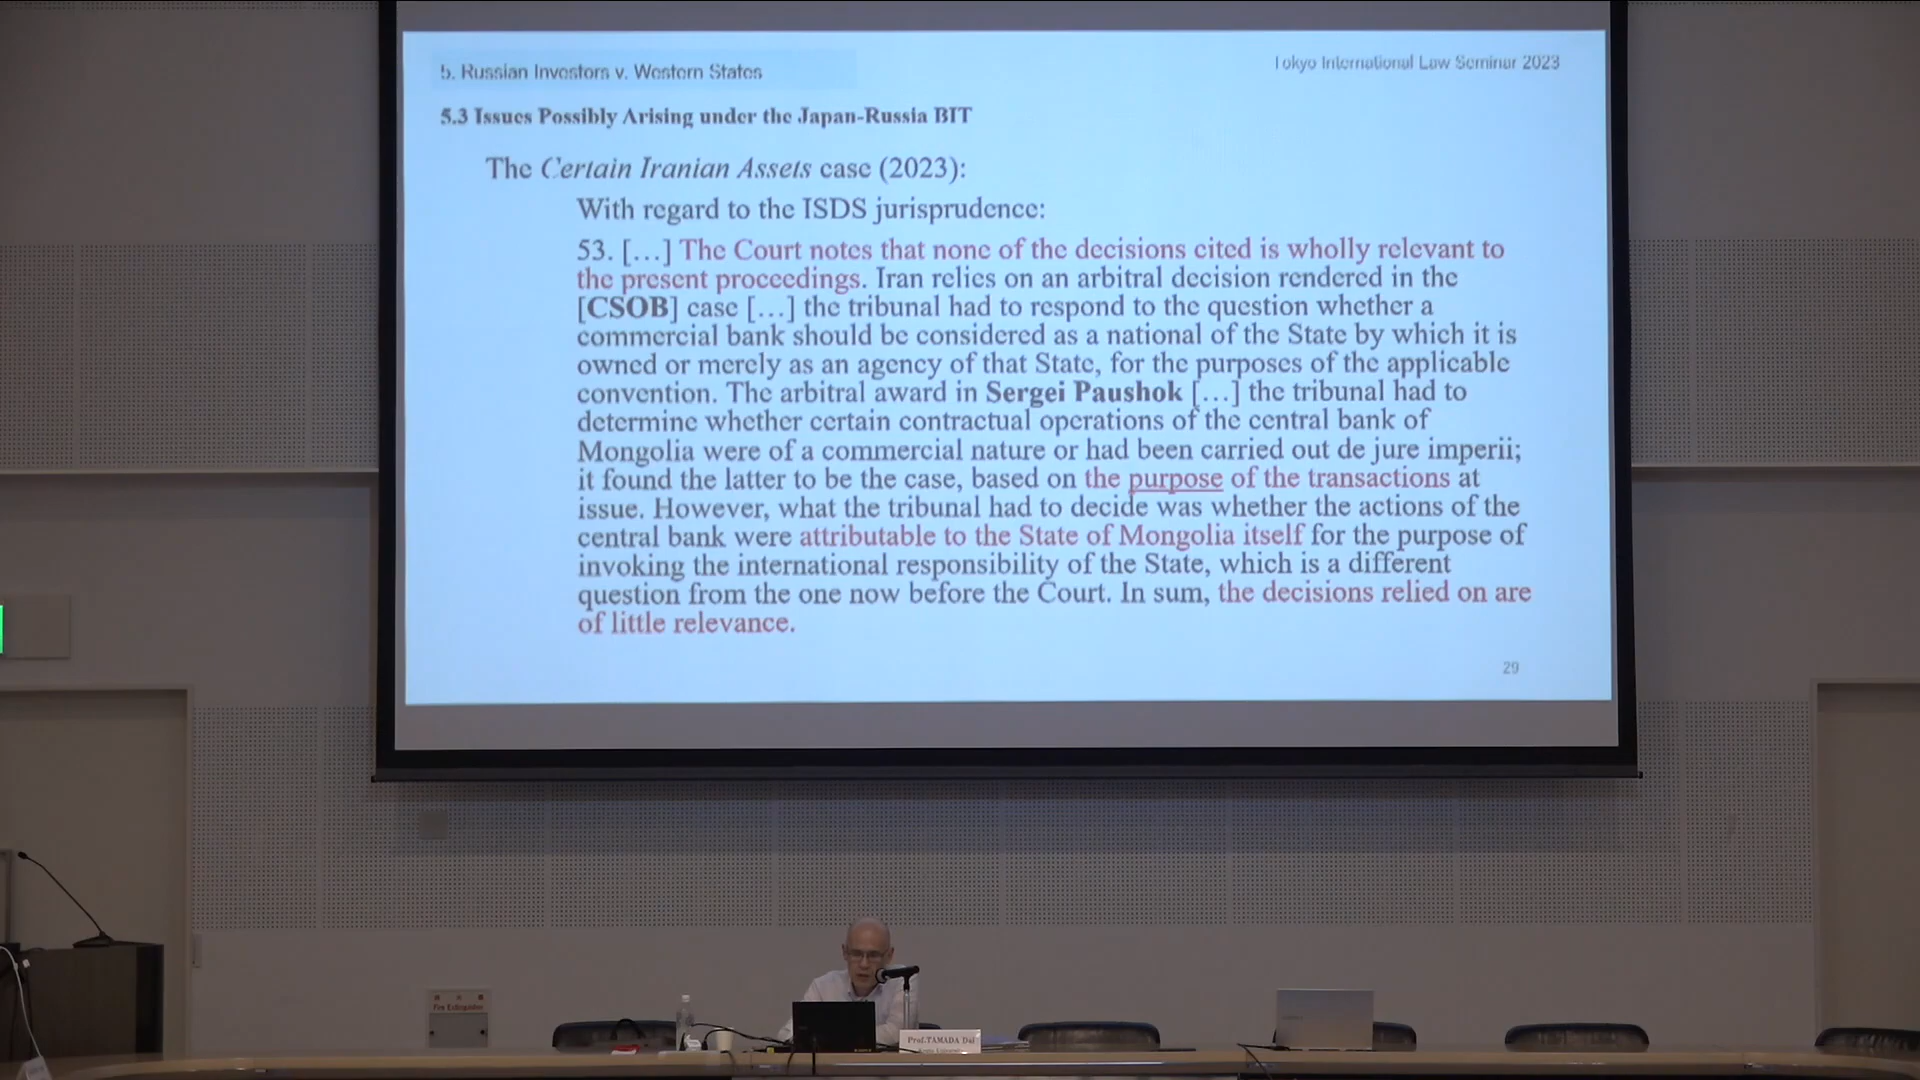 5. Russian Investors v. Western States
Tokyo International Law Seminar 2023
5.3 Issues Possibly Arising under the Japan-Russia BIT
The Certain Iranian Assets case (2023):
With regard to the ISDS jurisprudence:
53. […] The Court notes that none of the decisions cited is wholly relevant to
the present proceedings. Iran relies on an arbitral decision rendered in the
[CSOB] case […] the tribunal had to respond to the question whether a
commercial bank should be considered as a national of the State by which it is
owned or merely as an agency of that State, for the purposes of the applicable
convention. The arbitral award in Sergei Paushok […] the tribunal had to
determine whether certain contractual operations of the central bank of
Mongolia were of a commercial nature or had been carried out de jure imperii;
it found the latter to be the case, based on the purpose of the transactions at
issue. However, what the tribunal had to decide was whether the actions of the
central bank were attributable to the State of Mongolia itself for the purpose of
invoking the international responsibility of the State, which is a different
question from the one now before the Court. In sum, the decisions relied on are
of little relevance.
29
Fire Extinguisher
Prof.TAMADA Dai